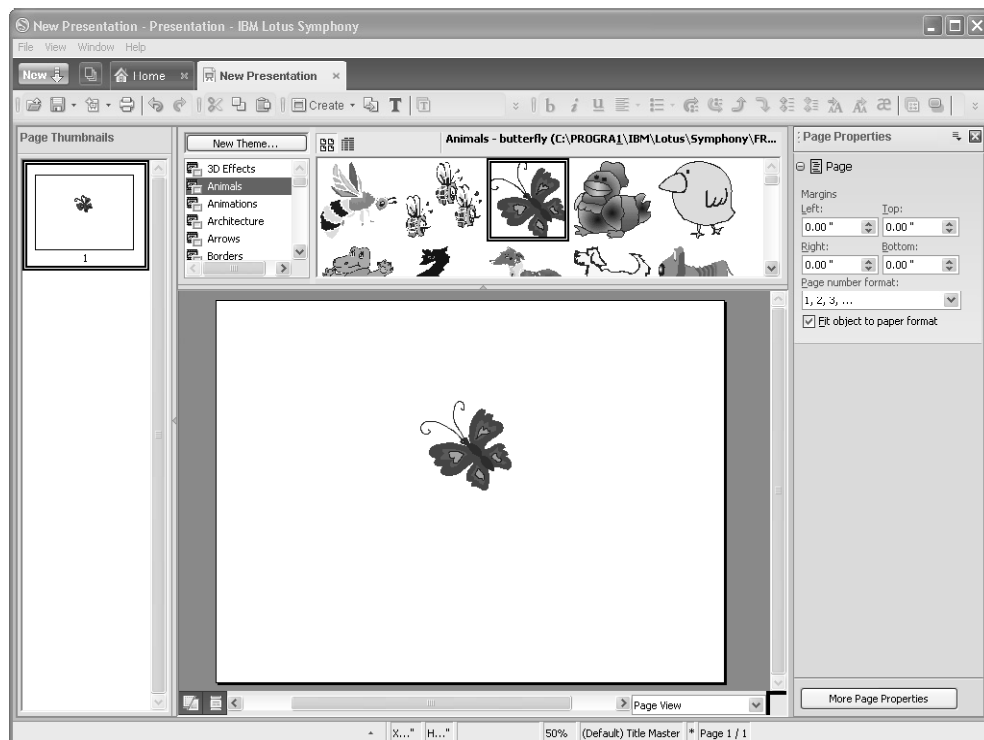 New Presentation - Presentation - IBM Lotus Symphony
File View Window Help
New Home × New Presentation ×
Create T b i u æ
Page Thumbnails
1
New Theme...
Animals - butterfly (C:\PROGRA1\IBM\Lotus\Symphony\FR...
3D Effects
Animals
Animations
Architecture
Arrows
Borders
Page Properties
Page
Margins
Left: Top:
0.00 " 0.00 "
Right: Bottom:
0.00 " 0.00 "
Page number format:
1, 2, 3, ...
Fit object to paper format
More Page Properties
Page View
X..." H..." 50% (Default) Title Master * Page 1 / 1